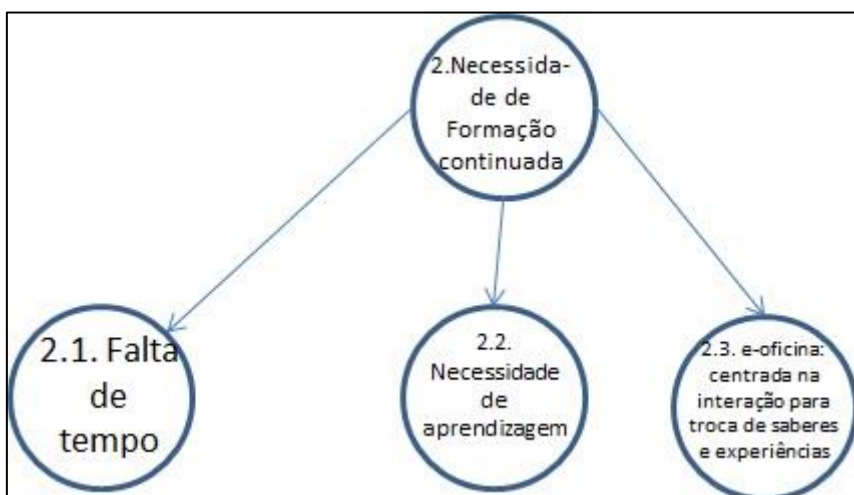 2.Necessida-
de de
Formação
continuada
2.1. Falta
de
tempo
2.2.
Necessidade
de
aprendizagem
2.3. e-oficina:
centrada na
interação para
troca de saberes
e experiências